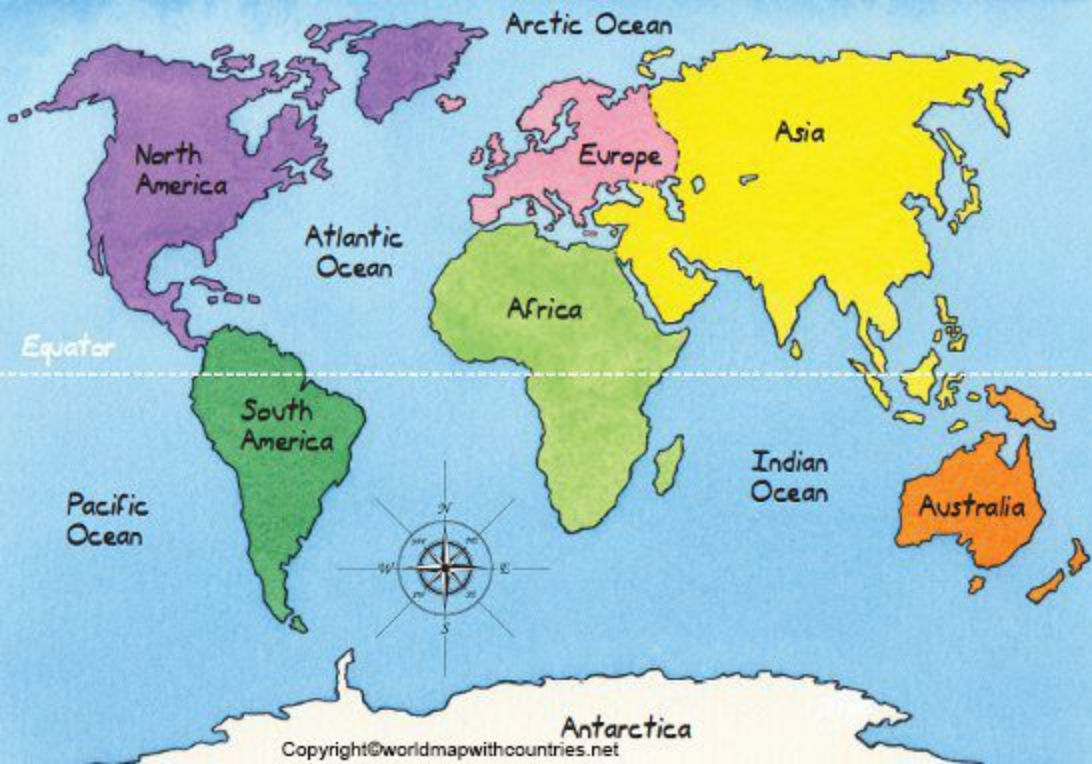 Arctic Ocean
North
America
Europe
Asia
Atlantic
Ocean
Africa
Equator
South
America
Indian
Ocean
Pacific
Ocean
Australia
N
W
E
S
Antarctica
Copyright©worldmapwithcountries.net